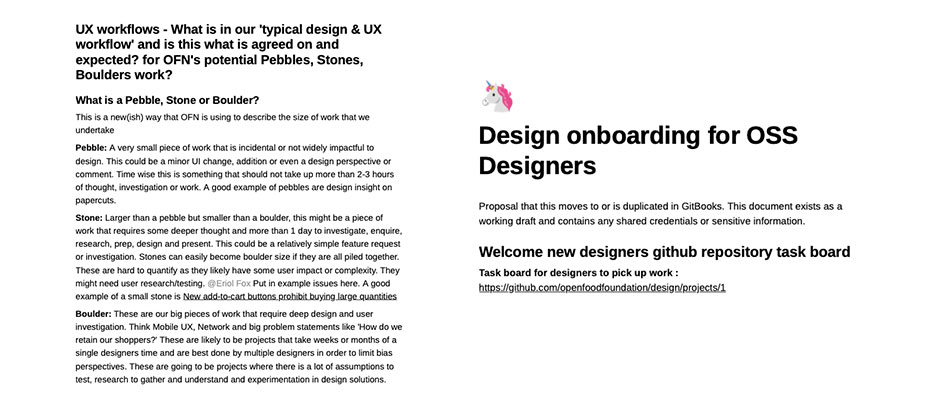 UX workflows - What is in our 'typical design & UX
workflow' and is this what is agreed on and
expected? for OFN's potential Pebbles, Stones,
Boulders work?
What is a Pebble, Stone or Boulder?
This is a new(ish) way that OFN is using to describe the size of work that we
undertake
Pebble: A very small piece of work that is incidental or not widely impactful to
design. This could be a minor UI change, addition or even a design perspective or
comment. Time wise this is something that should not take up more than 2-3 hours
of thought, investigation or work. A good example of pebbles are design insight on
papercuts.
Stone: Larger than a pebble but smaller than a boulder, this might be a piece of
work that requires some deeper thought and more than 1 day to investigate, enquire,
research, prep, design and present. This could be a relatively simple feature request
or investigation. Stones can easily become boulder size if they are all piled together.
These are hard to quantify as they likely have some user impact or complexity. They
might need user research/testing. @Eriol Fox Put in example issues here. A good
example of a small stone is New add-to-cart buttons prohibit buying large quantities
Boulder: These are our big pieces of work that require deep design and user
investigation. Think Mobile UX, Network and big problem statements like 'How do we
retain our shoppers?' These are likely to be projects that take weeks or months of a
single designers time and are best done by multiple designers in order to limit bias
perspectives. These are going to be projects where there is a lot of assumptions to
test, research to gather and understand and experimentation in design solutions.
Design onboarding for OSS
Designers
Proposal that this moves to or is duplicated in GitBooks. This document exists as a
working draft and contains any shared credentials or sensitive information.
Welcome new designers github repository task board
Task board for designers to pick up work :
https://github.com/openfoodfoundation/design/projects/1